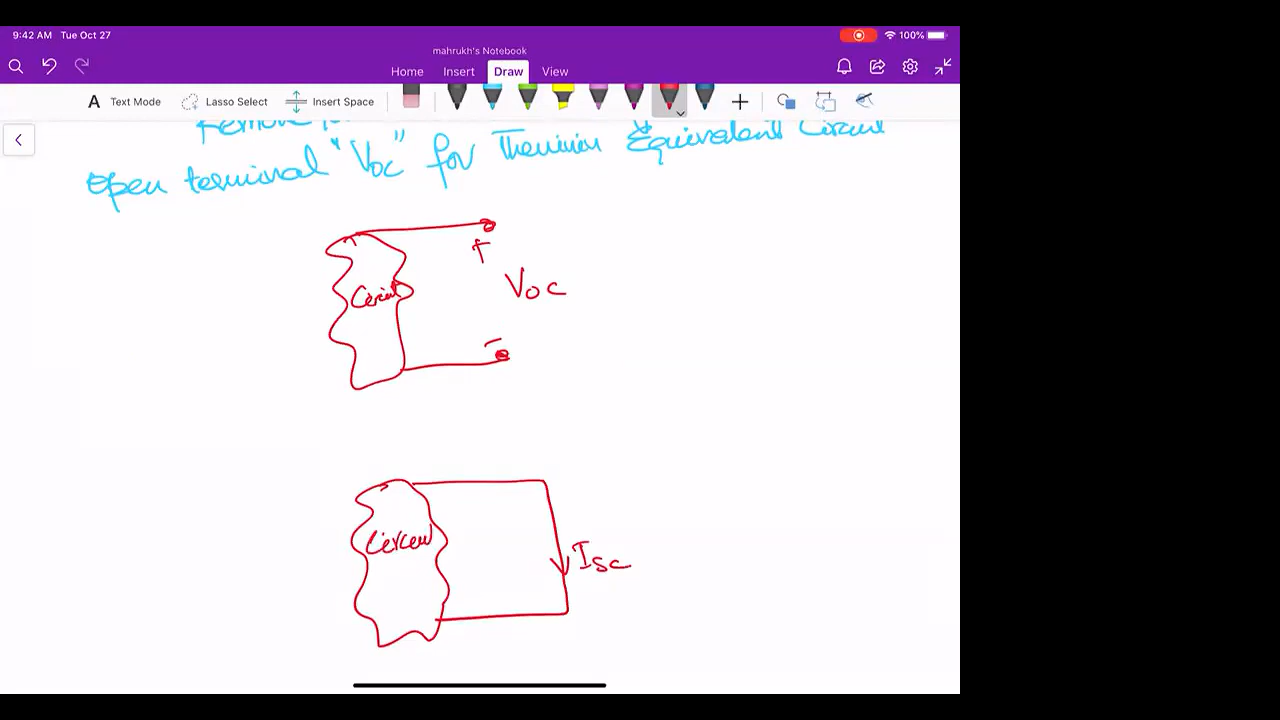 9:42 AM Tue Oct 27
100%
mahrukh's Notebook
Home Insert Draw View
Text Mode Lasso Select Insert Space
Remove
open terminal "Voc" for Thevinin Equivalent Circuit
+
Circuit
Voc
-
Circuit
Isc